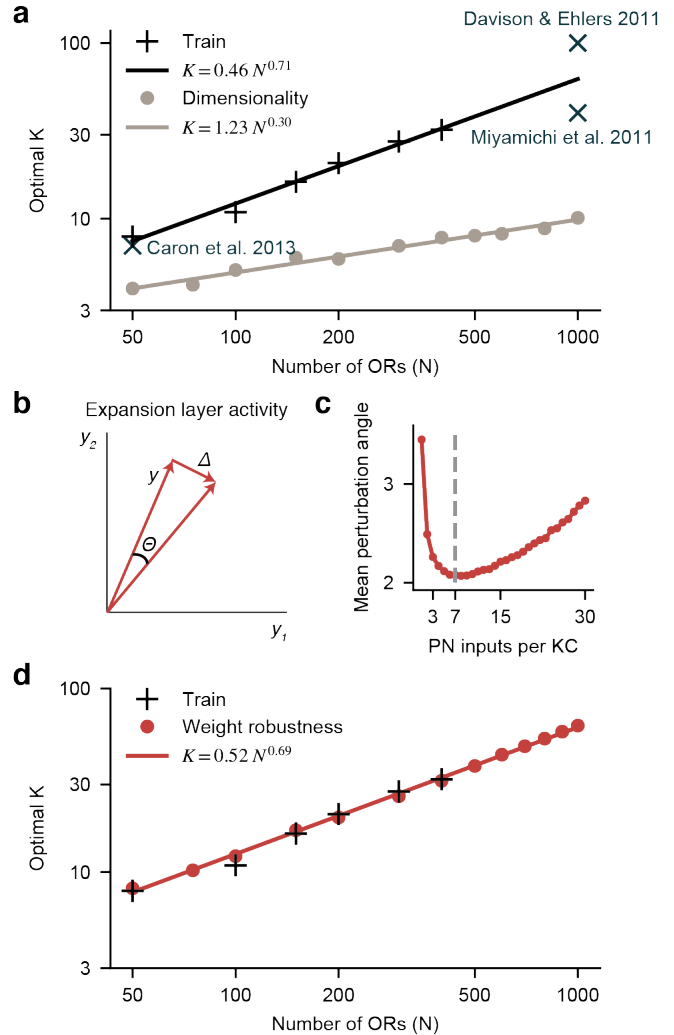 a
Davison & Ehlers 2011
100
Train
K = 0.46 N^0.71
Dimensionality
K = 1.23 N^0.30
Miyamichi et al. 2011
30
Optimal K
10
Caron et al. 2013
3
50
100
200
500
1000
Number of ORs (N)
b
Expansion layer activity
y2
y
Δ
Θ
y1
c
Mean perturbation angle
3
2
3
7
15
30
PN inputs per KC
d
100
Train
Weight robustness
K = 0.52 N^0.69
30
Optimal K
10
3
50
100
200
500
1000
Number of ORs (N)